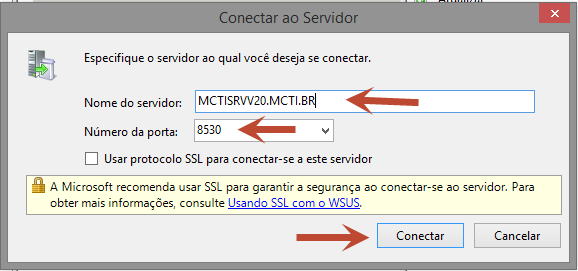 Conectar ao Servidor
Especifique o servidor ao qual você deseja se conectar.
Nome do servidor: MCTISRVV20.MCTI.BR
Número da porta: 8530
Usar protocolo SSL para conectar-se a este servidor
A Microsoft recomenda usar SSL para garantir a segurança ao conectar-se ao servidor. Para
obter mais informações, consulte Usando SSL com o WSUS.
Conectar Cancelar